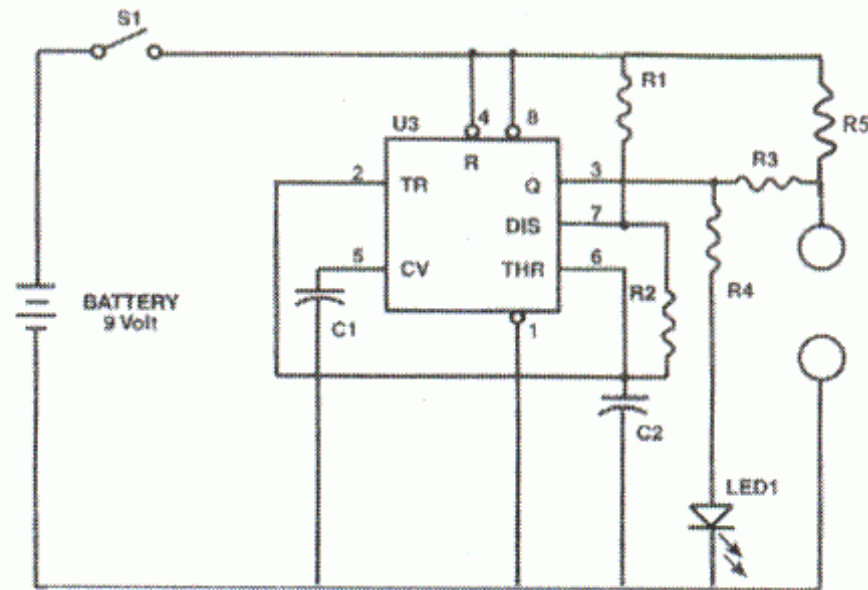 S1
R1
R5
U3
4
8
R
R3
2
TR
Q
3
DIS
7
5
CV
THR
6
R2
R4
BATTERY
9 Volt
C1
1
C2
LED1